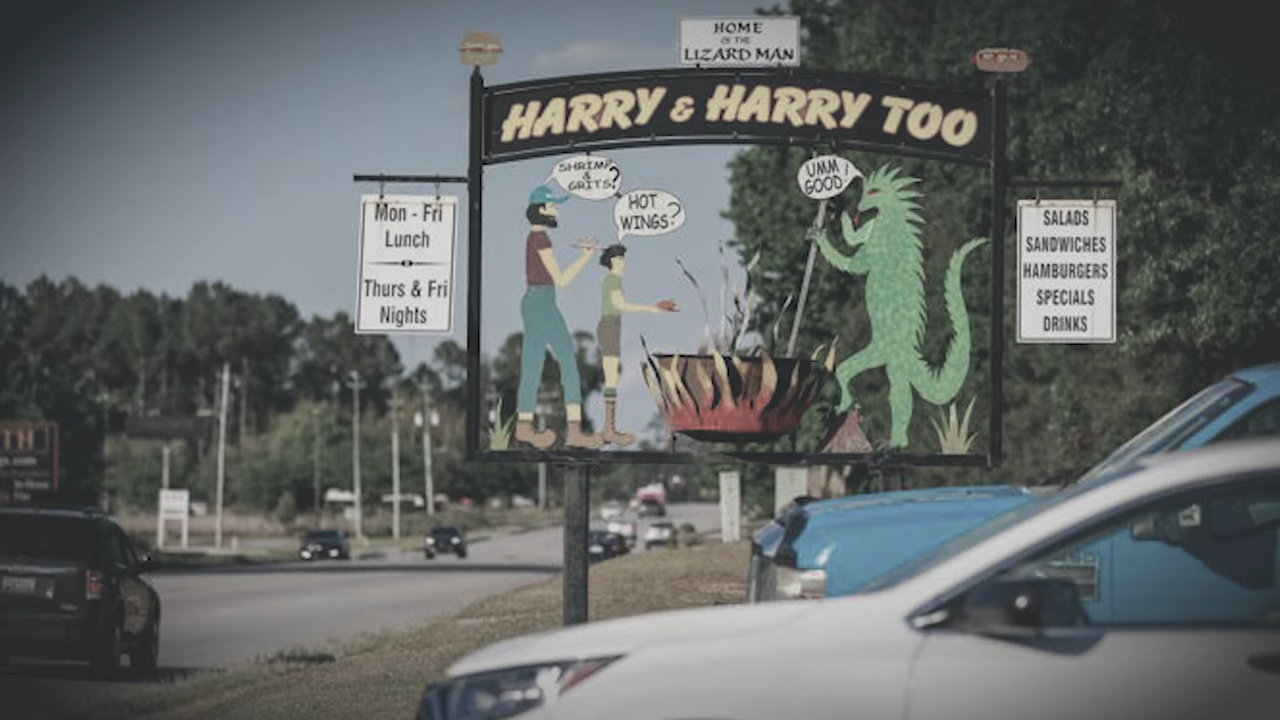 HOME
OF THE
LIZARD MAN
HARRY & HARRY TOO
SHRIMP
&
GRITS?
HOT
WINGS?
UMM
GOOD!
Mon - Fri
Lunch
Thurs & Fri
Nights
SALADS
SANDWICHES
HAMBURGERS
SPECIALS
DRINKS